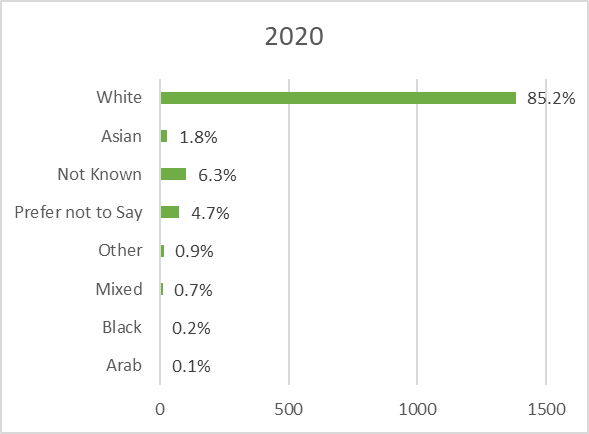 2020
White 85.2%
Asian 1.8%
Not Known 6.3%
Prefer not to Say 4.7%
Other 0.9%
Mixed 0.7%
Black 0.2%
Arab 0.1%
0 500 1000 1500